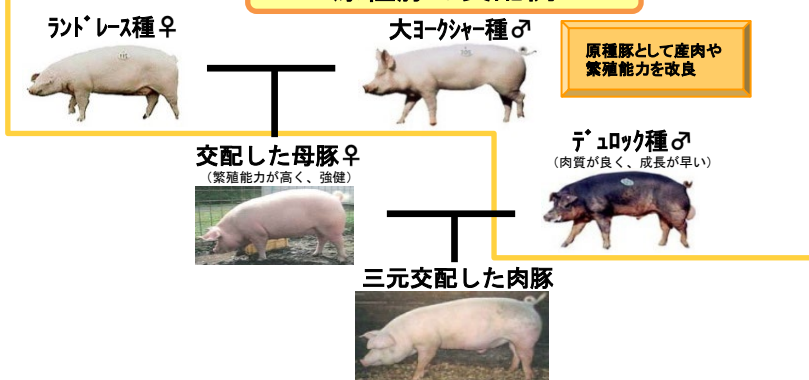 ランドレース種♀
大ヨークシャー種♂
原種豚として産肉や
繁殖能力を改良
交配した母豚♀
（繁殖能力が高く、強健）
デュロック種♂
（肉質が良く、成長が早い）
三元交配した肉豚